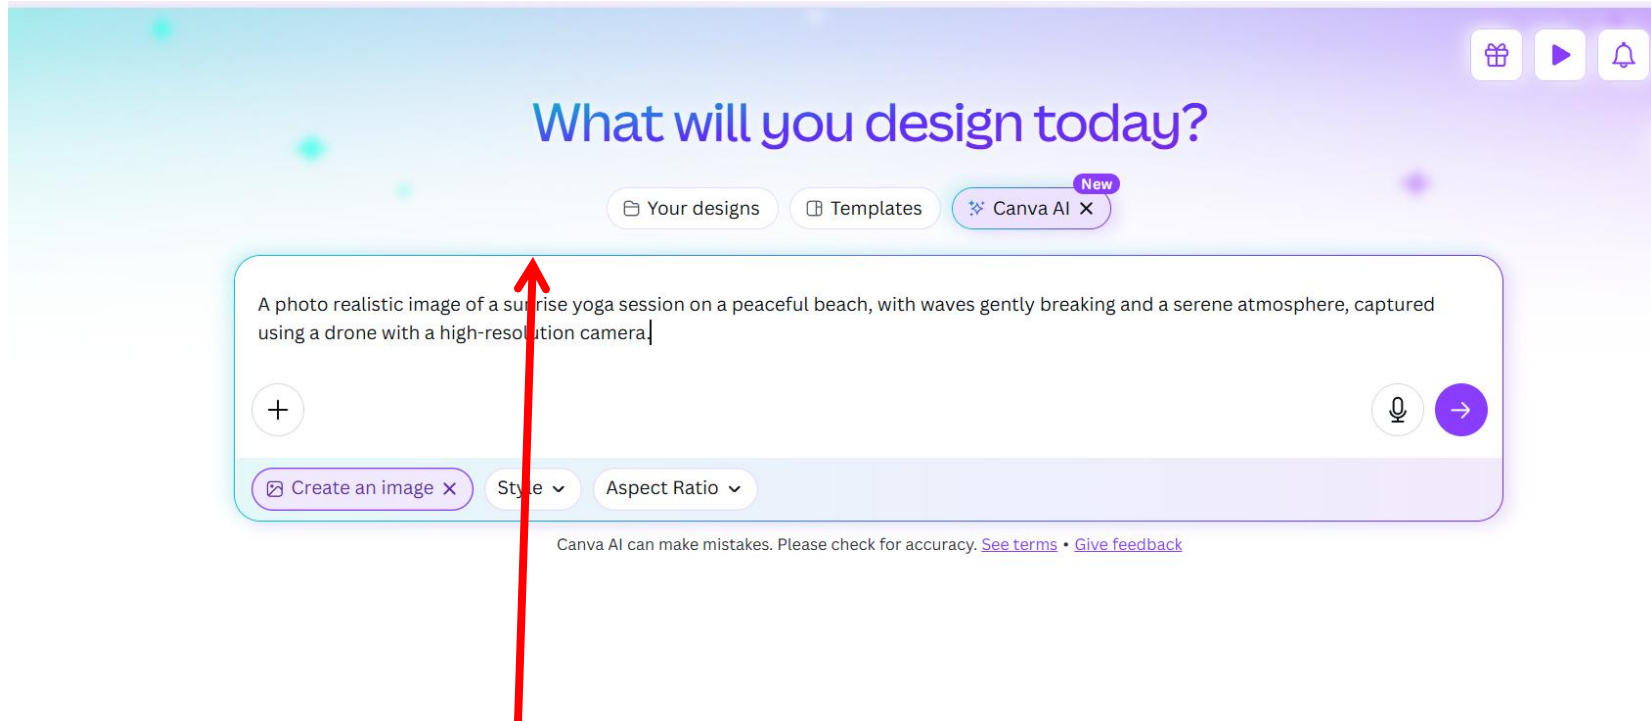 What will you design today?
New
Your designs
Templates
Canva AI
A photo realistic image of a sunrise yoga session on a peaceful beach, with waves gently breaking and a serene atmosphere, captured
using a drone with a high-resolution camera.
Create an image
Style
Aspect Ratio
Canva AI can make mistakes. Please check for accuracy. See terms • Give feedback